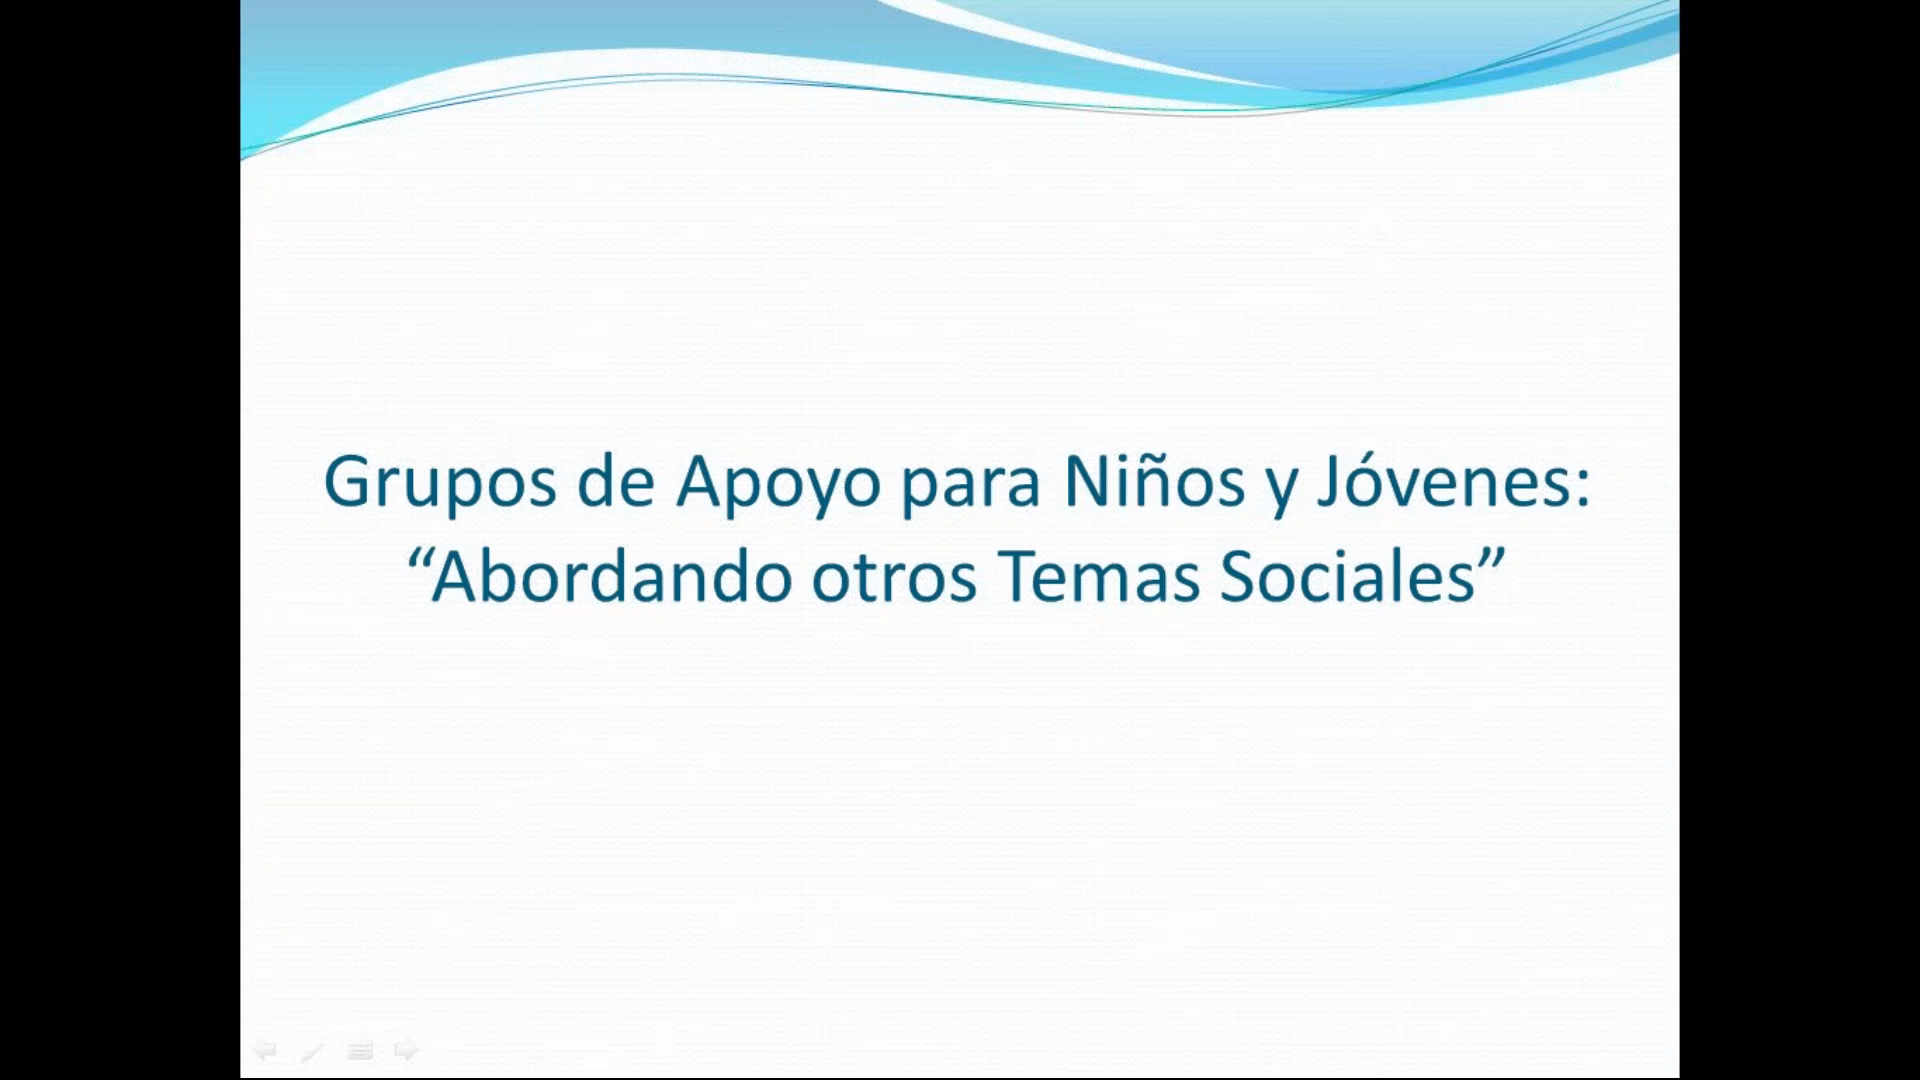 Grupos de Apoyo para Niños y Jóvenes:
“Abordando otros Temas Sociales”